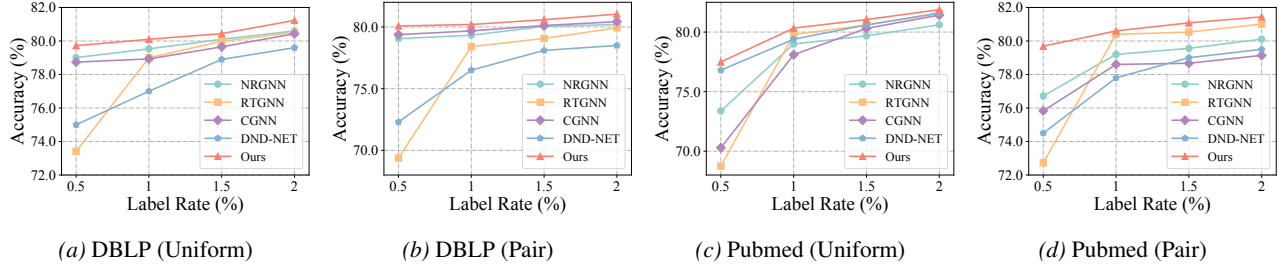 Accuracy (%)
82.0
80.0
78.0
76.0
74.0
72.0
0.5 1 1.5 2
Label Rate (%)
NRGNN
RTGNN
CGNN
DND-NET
Ours
(a) DBLP (Uniform)
Accuracy (%)
80.0
75.0
70.0
0.5 1 1.5 2
Label Rate (%)
NRGNN
RTGNN
CGNN
DND-NET
Ours
(b) DBLP (Pair)
Accuracy (%)
80.0
75.0
70.0
0.5 1 1.5 2
Label Rate (%)
NRGNN
RTGNN
CGNN
DND-NET
Ours
(c) Pubmed (Uniform)
Accuracy (%)
82.0
80.0
78.0
76.0
74.0
72.0
0.5 1 1.5 2
Label Rate (%)
NRGNN
RTGNN
CGNN
DND-NET
Ours
(d) Pubmed (Pair)